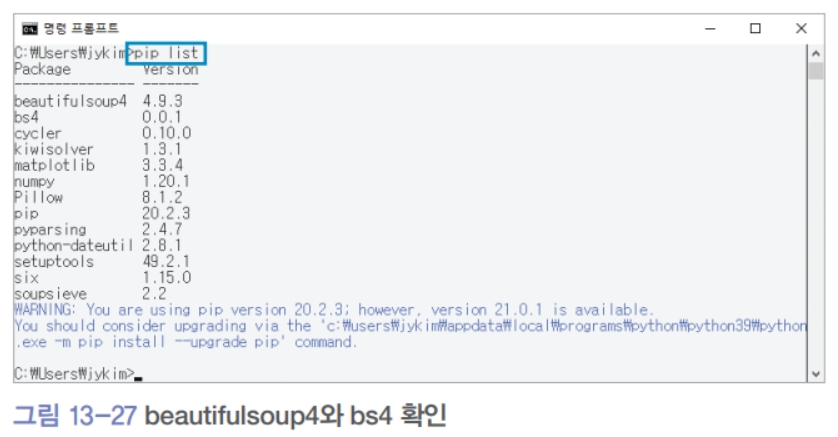 명령 프롬프트
C:₩Users₩jykim>pip list
Package Version
--------------- -------
beautifulsoup4 4.9.3
bs4 0.0.1
cycler 0.10.0
kiwisolver 1.3.1
matplotlib 3.3.4
numpy 1.20.1
Pillow 8.1.2
pip 20.2.3
pyparsing 2.4.7
python-dateutil 2.8.1
setuptools 49.2.1
six 1.15.0
soupsieve 2.2
WARNING: You are using pip version 20.2.3; however, version 21.0.1 is available.
You should consider upgrading via the 'c:₩users₩jykim₩appdata₩local₩programs₩python₩python39₩python
.exe -m pip install --upgrade pip' command.
C:₩Users₩jykim>
그림 13-27 beautifulsoup4와 bs4 확인